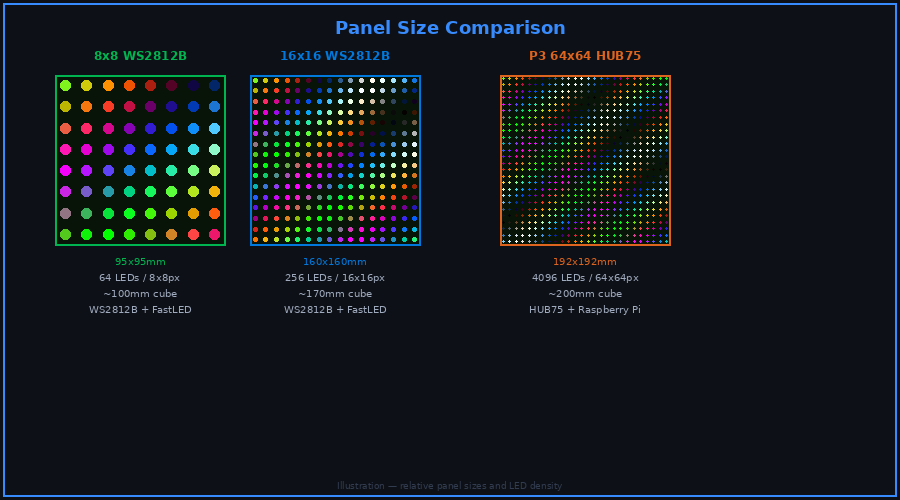 Panel Size Comparison
8x8 WS2812B
16x16 WS2812B
P3 64x64 HUB75
95x95mm
64 LEDs / 8x8px
~100mm cube
WS2812B + FastLED
160x160mm
256 LEDs / 16x16px
~170mm cube
WS2812B + FastLED
192x192mm
4096 LEDs / 64x64px
~200mm cube
HUB75 + Raspberry Pi
Illustration — relative panel sizes and LED density